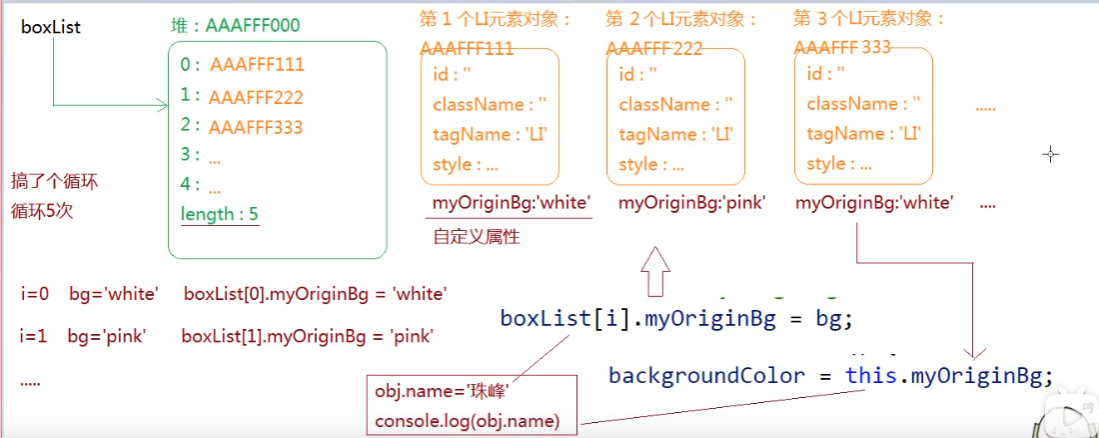 boxList
堆：AAAFFF000
0 : AAAFFF111
1 : AAAFFF222
2 : AAAFFF333
3 : ...
4 : ...
length : 5
搞了个循环
循环5次
第 1 个LI元素对象：
AAAFFF111
id : ''
className : ''
tagName : 'LI'
style : ...
myOriginBg:'white'
自定义属性
第 2 个LI元素对象：
AAAFFF 222
id : ''
className : ''
tagName : 'LI'
style : ...
myOriginBg:'pink'
第 3 个LI元素对象：
AAAFFF 333
id : ''
className : ''
tagName : 'LI'
style : ...
myOriginBg:'white'
.....
....
i=0 bg='white' boxList[0].myOriginBg = 'white'
i=1 bg='pink' boxList[1].myOriginBg = 'pink'
.....
boxList[i].myOriginBg = bg;
backgroundColor = this.myOriginBg;
obj.name='珠峰'
console.log(obj.name)